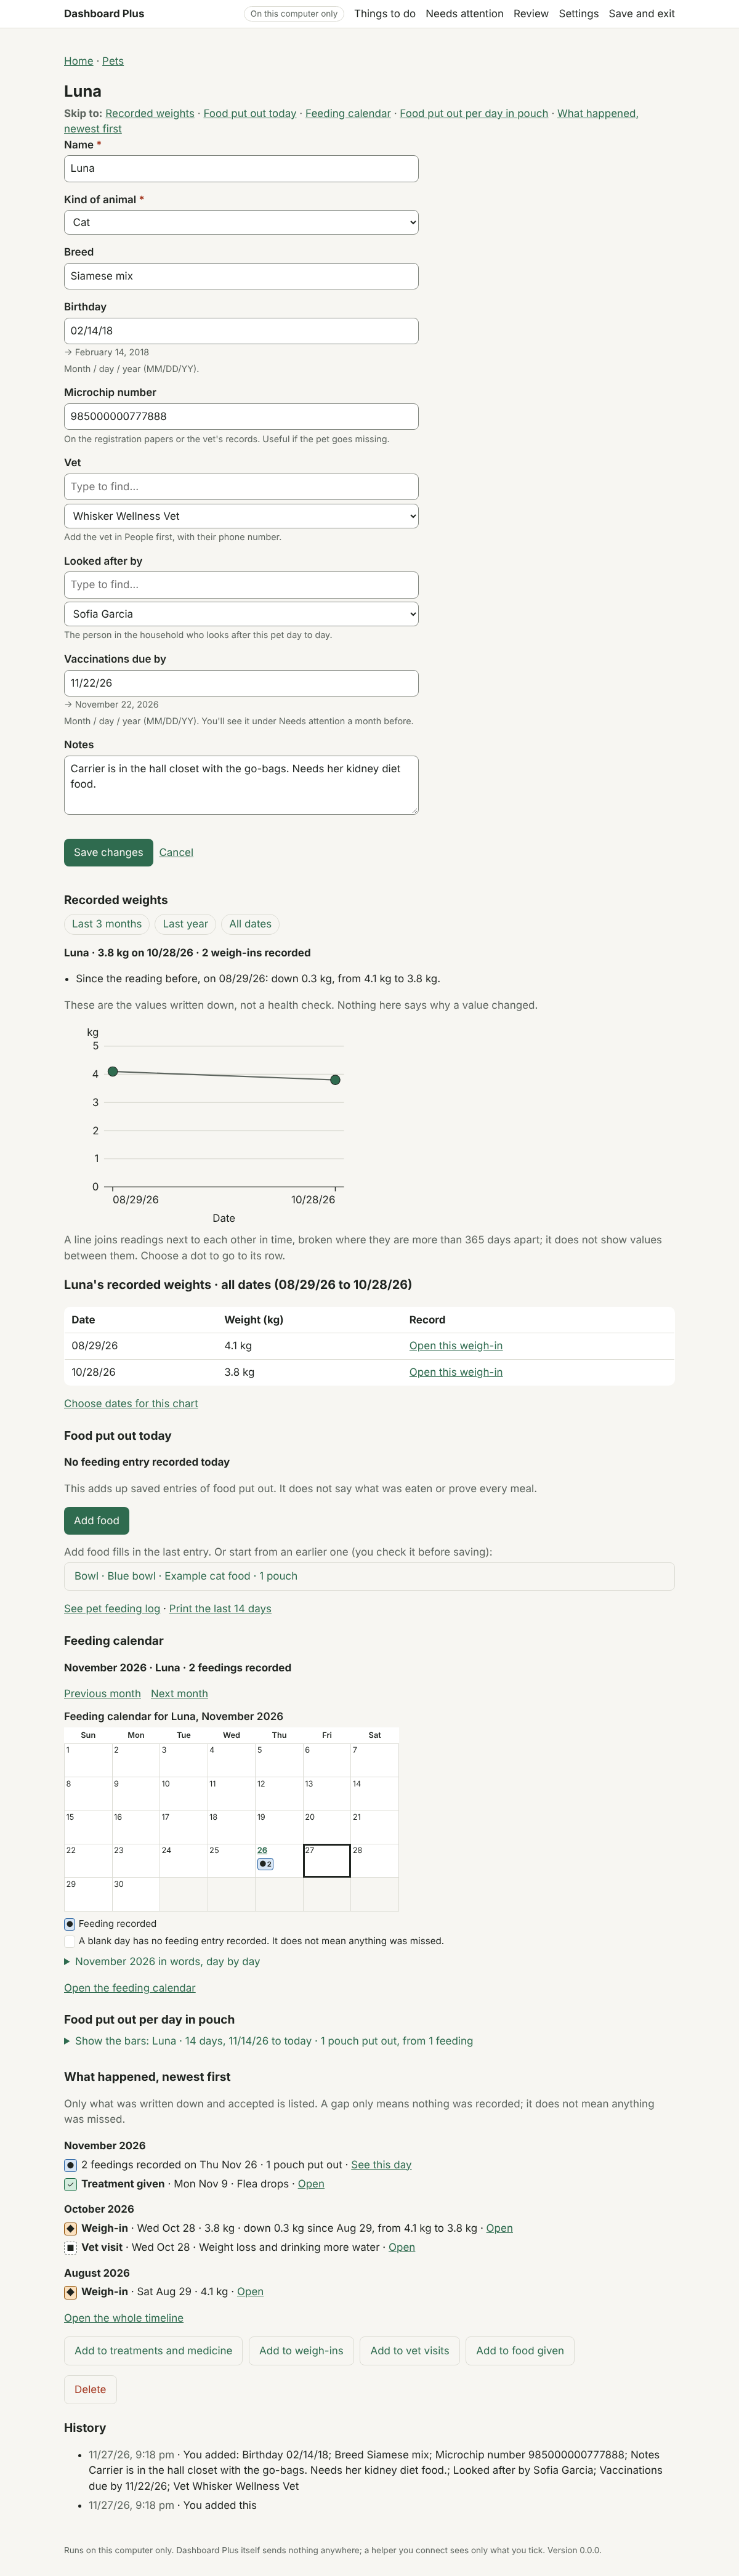 Dashboard Plus
On this computer only
Things to do
Needs attention
Review
Settings
Save and exit
Home · Pets
Luna
Skip to: Recorded weights · Food put out today · Feeding calendar · Food put out per day in pouch · What happened,
newest first
Name *
Luna
Kind of animal *
Cat
Breed
Siamese mix
Birthday
02/14/18
→ February 14, 2018
Month / day / year (MM/DD/YY).
Microchip number
985000000777888
On the registration papers or the vet's records. Useful if the pet goes missing.
Vet
Type to find...
Whisker Wellness Vet
Add the vet in People first, with their phone number.
Looked after by
Type to find...
Sofia Garcia
The person in the household who looks after this pet day to day.
Vaccinations due by
11/22/26
→ November 22, 2026
Month / day / year (MM/DD/YY). You'll see it under Needs attention a month before.
Notes
Carrier is in the hall closet with the go-bags. Needs her kidney diet
food.
Save changes
Cancel
Recorded weights
Last 3 months
Last year
All dates
Luna · 3.8 kg on 10/28/26 · 2 weigh-ins recorded
• Since the reading before, on 08/29/26: down 0.3 kg, from 4.1 kg to 3.8 kg.
These are the values written down, not a health check. Nothing here says why a value changed.
kg
5
4
3
2
1
0
08/29/26
10/28/26
Date
A line joins readings next to each other in time, broken where they are more than 365 days apart; it does not show values
between them. Choose a dot to go to its row.
Luna's recorded weights · all dates (08/29/26 to 10/28/26)
Date Weight (kg) Record
08/29/26 4.1 kg Open this weigh-in
10/28/26 3.8 kg Open this weigh-in
Choose dates for this chart
Food put out today
No feeding entry recorded today
This adds up saved entries of food put out. It does not say what was eaten or prove every meal.
Add food
Add food fills in the last entry. Or start from an earlier one (you check it before saving):
Bowl · Blue bowl · Example cat food · 1 pouch
See pet feeding log · Print the last 14 days
Feeding calendar
November 2026 · Luna · 2 feedings recorded
Previous month Next month
Feeding calendar for Luna, November 2026
Sun Mon Tue Wed Thu Fri Sat
1 2 3 4 5 6 7
8 9 10 11 12 13 14
15 16 17 18 19 20 21
22 23 24 25 26 27 28
2
29 30
Feeding recorded
A blank day has no feeding entry recorded. It does not mean anything was missed.
November 2026 in words, day by day
Open the feeding calendar
Food put out per day in pouch
Show the bars: Luna · 14 days, 11/14/26 to today · 1 pouch put out, from 1 feeding
What happened, newest first
Only what was written down and accepted is listed. A gap only means nothing was recorded; it does not mean anything
was missed.
November 2026
2 feedings recorded on Thu Nov 26 · 1 pouch put out · See this day
✓ Treatment given · Mon Nov 9 · Flea drops · Open
October 2026
Weigh-in · Wed Oct 28 · 3.8 kg · down 0.3 kg since Aug 29, from 4.1 kg to 3.8 kg · Open
Vet visit · Wed Oct 28 · Weight loss and drinking more water · Open
August 2026
Weigh-in · Sat Aug 29 · 4.1 kg · Open
Open the whole timeline
Add to treatments and medicine
Add to weigh-ins
Add to vet visits
Add to food given
Delete
History
• 11/27/26, 9:18 pm · You added: Birthday 02/14/18; Breed Siamese mix; Microchip number 985000000777888; Notes
Carrier is in the hall closet with the go-bags. Needs her kidney diet food.; Looked after by Sofia Garcia; Vaccinations
due by 11/22/26; Vet Whisker Wellness Vet
• 11/27/26, 9:18 pm · You added this
Runs on this computer only. Dashboard Plus itself sends nothing anywhere; a helper you connect sees only what you tick. Version 0.0.0.